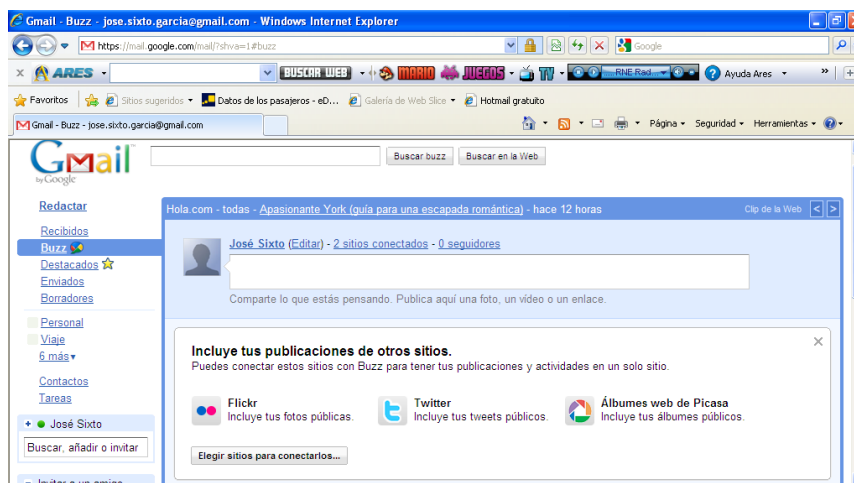 Gmail - Buzz - jose.sixto.garcia@gmail.com - Windows Internet Explorer
https://mail.google.com/mail/?shva=1#buzz
Google
ARES
BUSCAR WEB
MARIO
JUEGOS
TV
RNE Rad
Ayuda Ares
Favoritos Sitios sugeridos Datos de los pasajeros - eD... Galería de Web Slice Hotmail gratuito
Gmail - Buzz - jose.sixto.garcia@gmail.com
Página Seguridad Herramientas
Gmail
by Google
Buscar buzz Buscar en la Web
Redactar
Hola.com - todas - Apasionante York (guía para una escapada romántica) - hace 12 horas Clip de la Web < >
Recibidos
Buzz
Destacados
Enviados
Borradores
Personal
Viaje
6 más
Contactos
Tareas
José Sixto
Buscar, añadir o invitar
José Sixto (Editar) - 2 sitios conectados - 0 seguidores
Comparte lo que estás pensando. Publica aquí una foto, un vídeo o un enlace.
Incluye tus publicaciones de otros sitios.
Puedes conectar estos sitios con Buzz para tener tus publicaciones y actividades en un solo sitio.
Flickr
Incluye tus fotos públicas.
Twitter
Incluye tus tweets públicos.
Álbumes web de Picasa
Incluye tus álbumes públicos.
Elegir sitios para conectarlos...